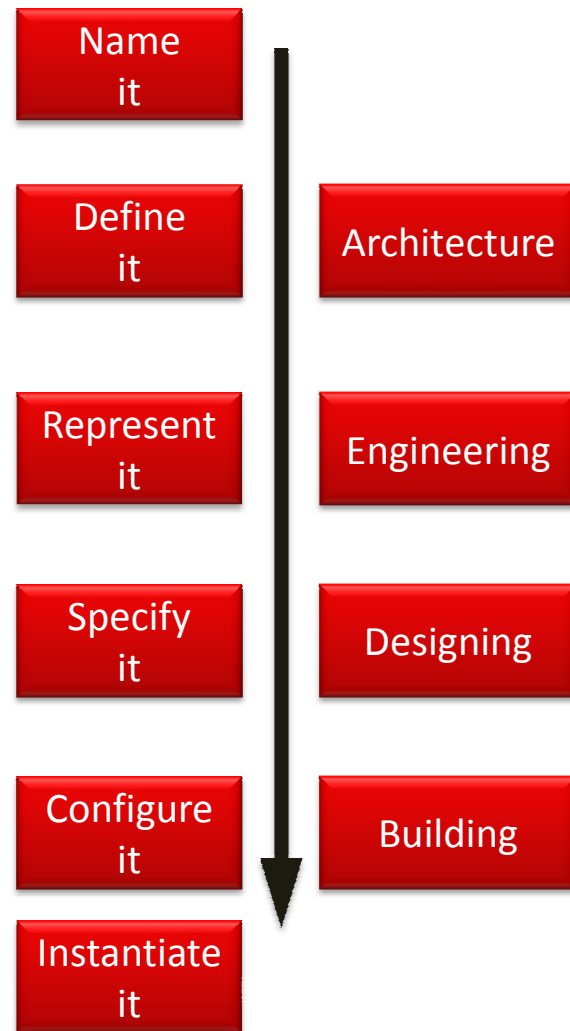 Name
it
Define
it
Architecture
Represent
it
Engineering
Specify
it
Designing
Configure
it
Building
Instantiate
it